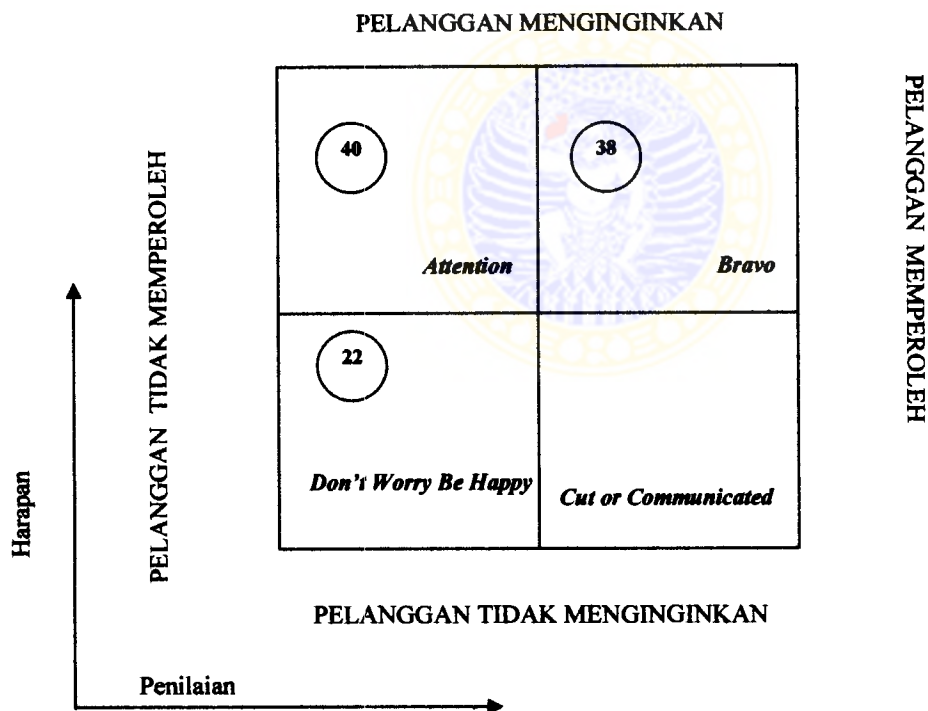 PELANGGAN MENGINGINKAN
PELANGGAN TIDAK MEMPEROLEH
PELANGGAN MEMPEROLEH
40
38
Attention
Bravo
22
Don't Worry Be Happy
Cut or Communicated
Harapan
PELANGGAN TIDAK MENGINGINKAN
Penilaian